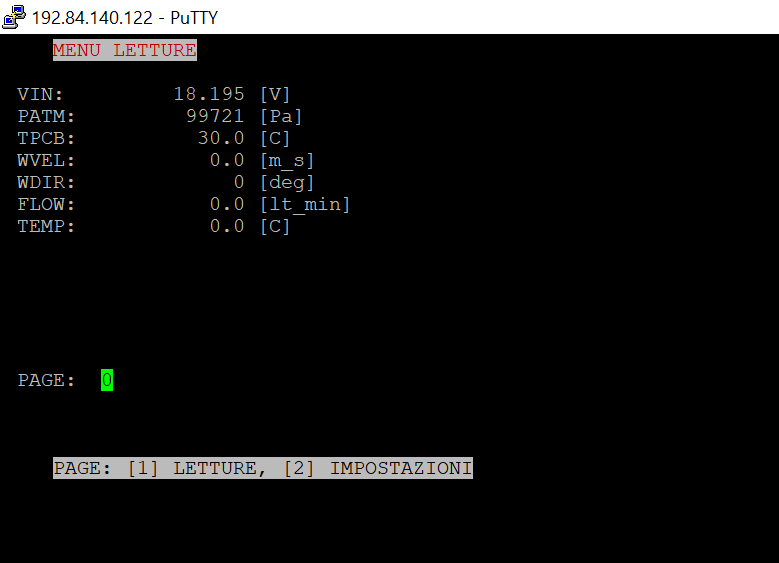 192.84.140.122 - PuTTY
MENU LETTURE
VIN: 18.195 [V]
PATM: 99721 [Pa]
TPCB: 30.0 [C]
WVEL: 0.0 [m_s]
WDIR: 0 [deg]
FLOW: 0.0 [lt_min]
TEMP: 0.0 [C]
PAGE: 0
PAGE: [1] LETTURE, [2] IMPOSTAZIONI